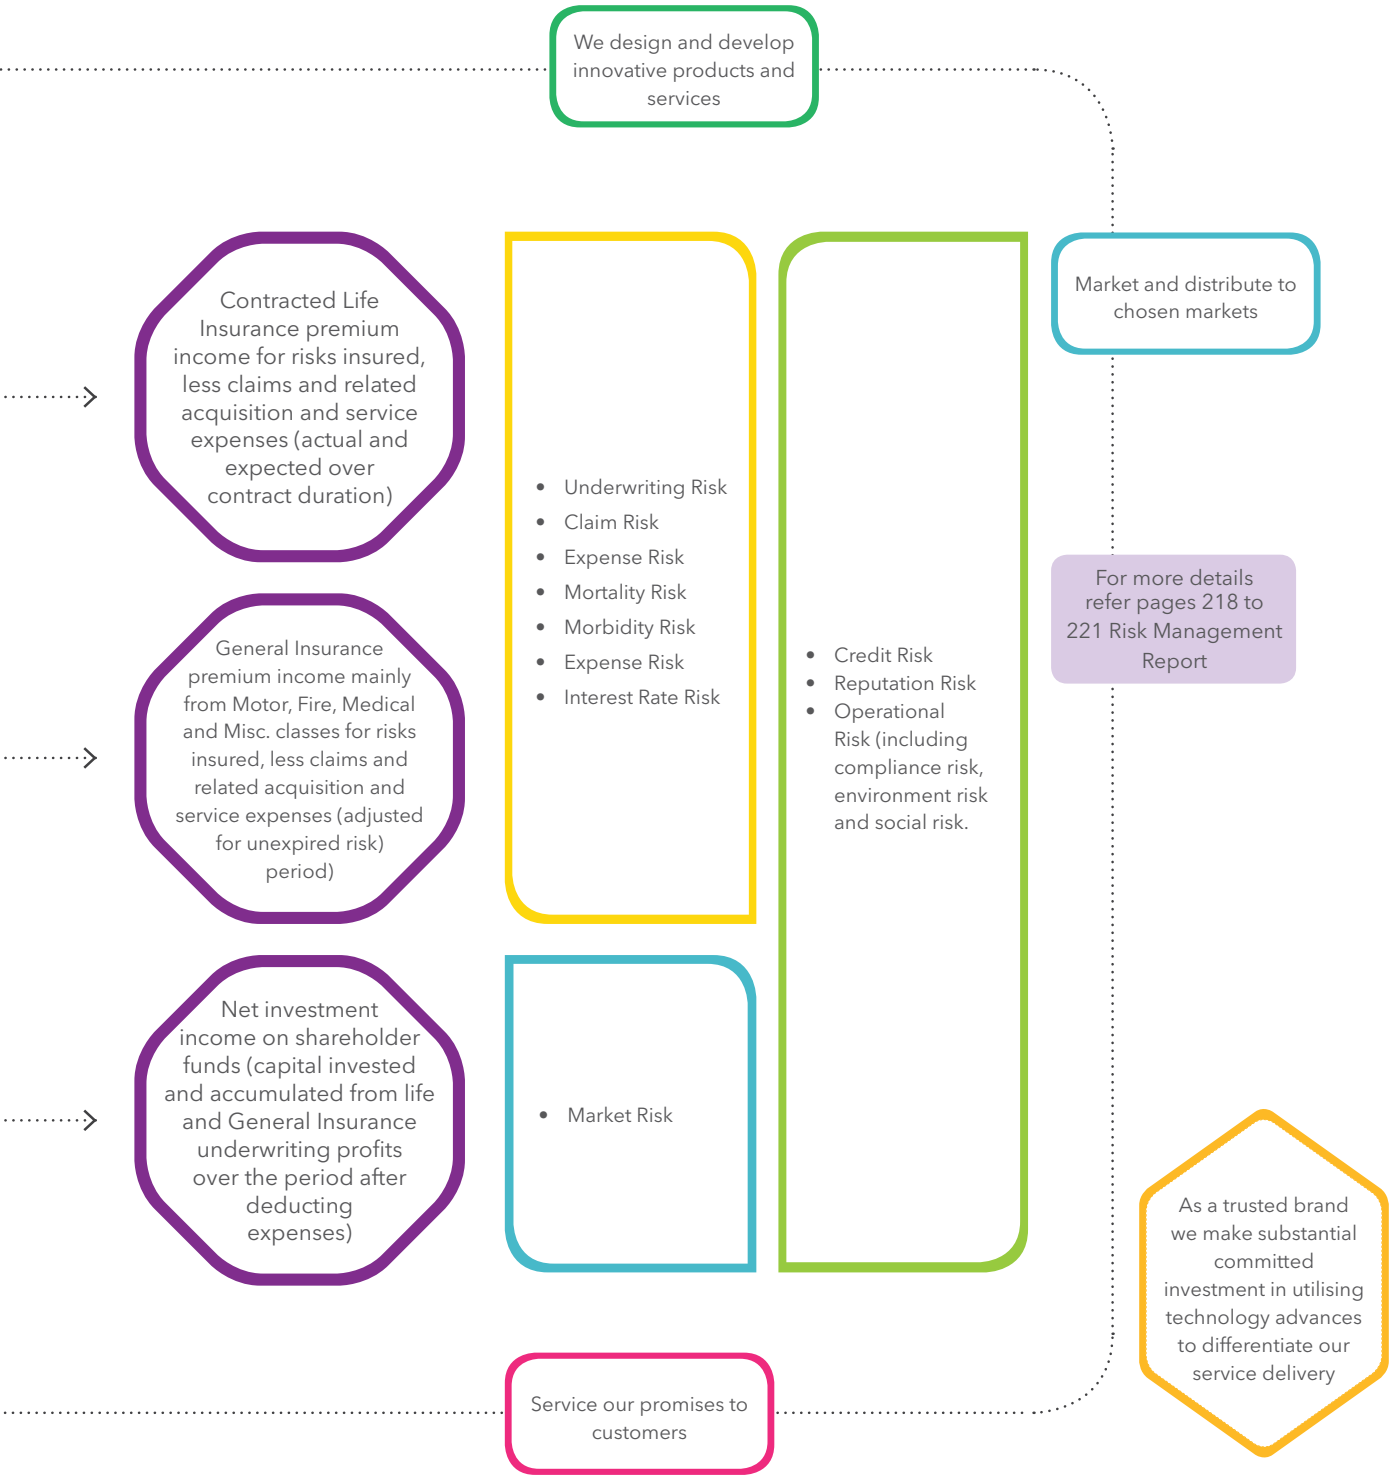 We design and develop
innovative products and
services
Contracted Life
Insurance premium
income for risks insured,
less claims and related
acquisition and service
expenses (actual and
expected over
contract duration)
General Insurance
premium income mainly
from Motor, Fire, Medical
and Misc. classes for risks
insured, less claims and
related acquisition and
service expenses (adjusted
for unexpired risk)
period)
Net investment
income on shareholder
funds (capital invested
and accumulated from life
and General Insurance
underwriting profits
over the period after
deducting
expenses)
• Underwriting Risk
• Claim Risk
• Expense Risk
• Mortality Risk
• Morbidity Risk
• Expense Risk
• Interest Rate Risk
• Market Risk
• Credit Risk
• Reputation Risk
• Operational
Risk (including
compliance risk,
environment risk
and social risk.
Market and distribute to
chosen markets
For more details
refer pages 218 to
221 Risk Management
Report
As a trusted brand
we make substantial
committed
investment in utilising
technology advances
to differentiate our
service delivery
Service our promises to
customers